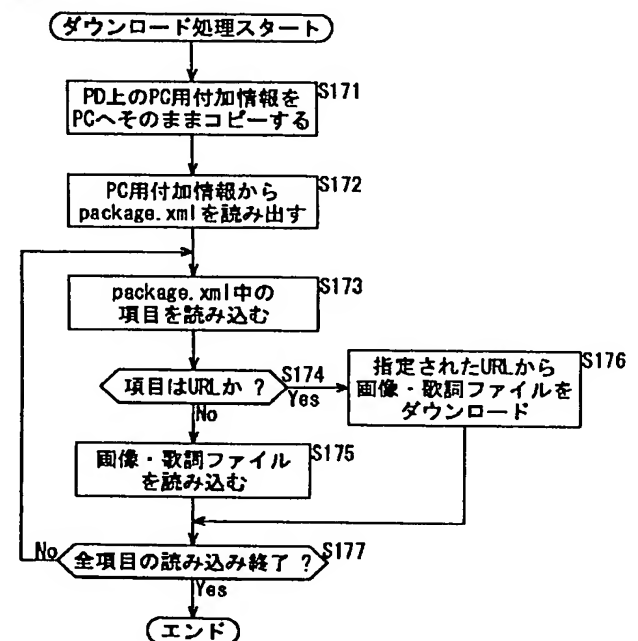 ダウンロード処理スタート
PD上のPC用付加情報を
PCへそのままコピーする
S171
PC用付加情報から
package.xmlを読み出す
S172
package.xml中の
項目を読み込む
S173
項目はURLか ?
S174
Yes
No
指定されたURLから
画像・歌詞ファイルを
ダウンロード
S176
画像・歌詞ファイル
を読み込む
S175
全項目の読み込み終了 ?
S177
No
Yes
エンド